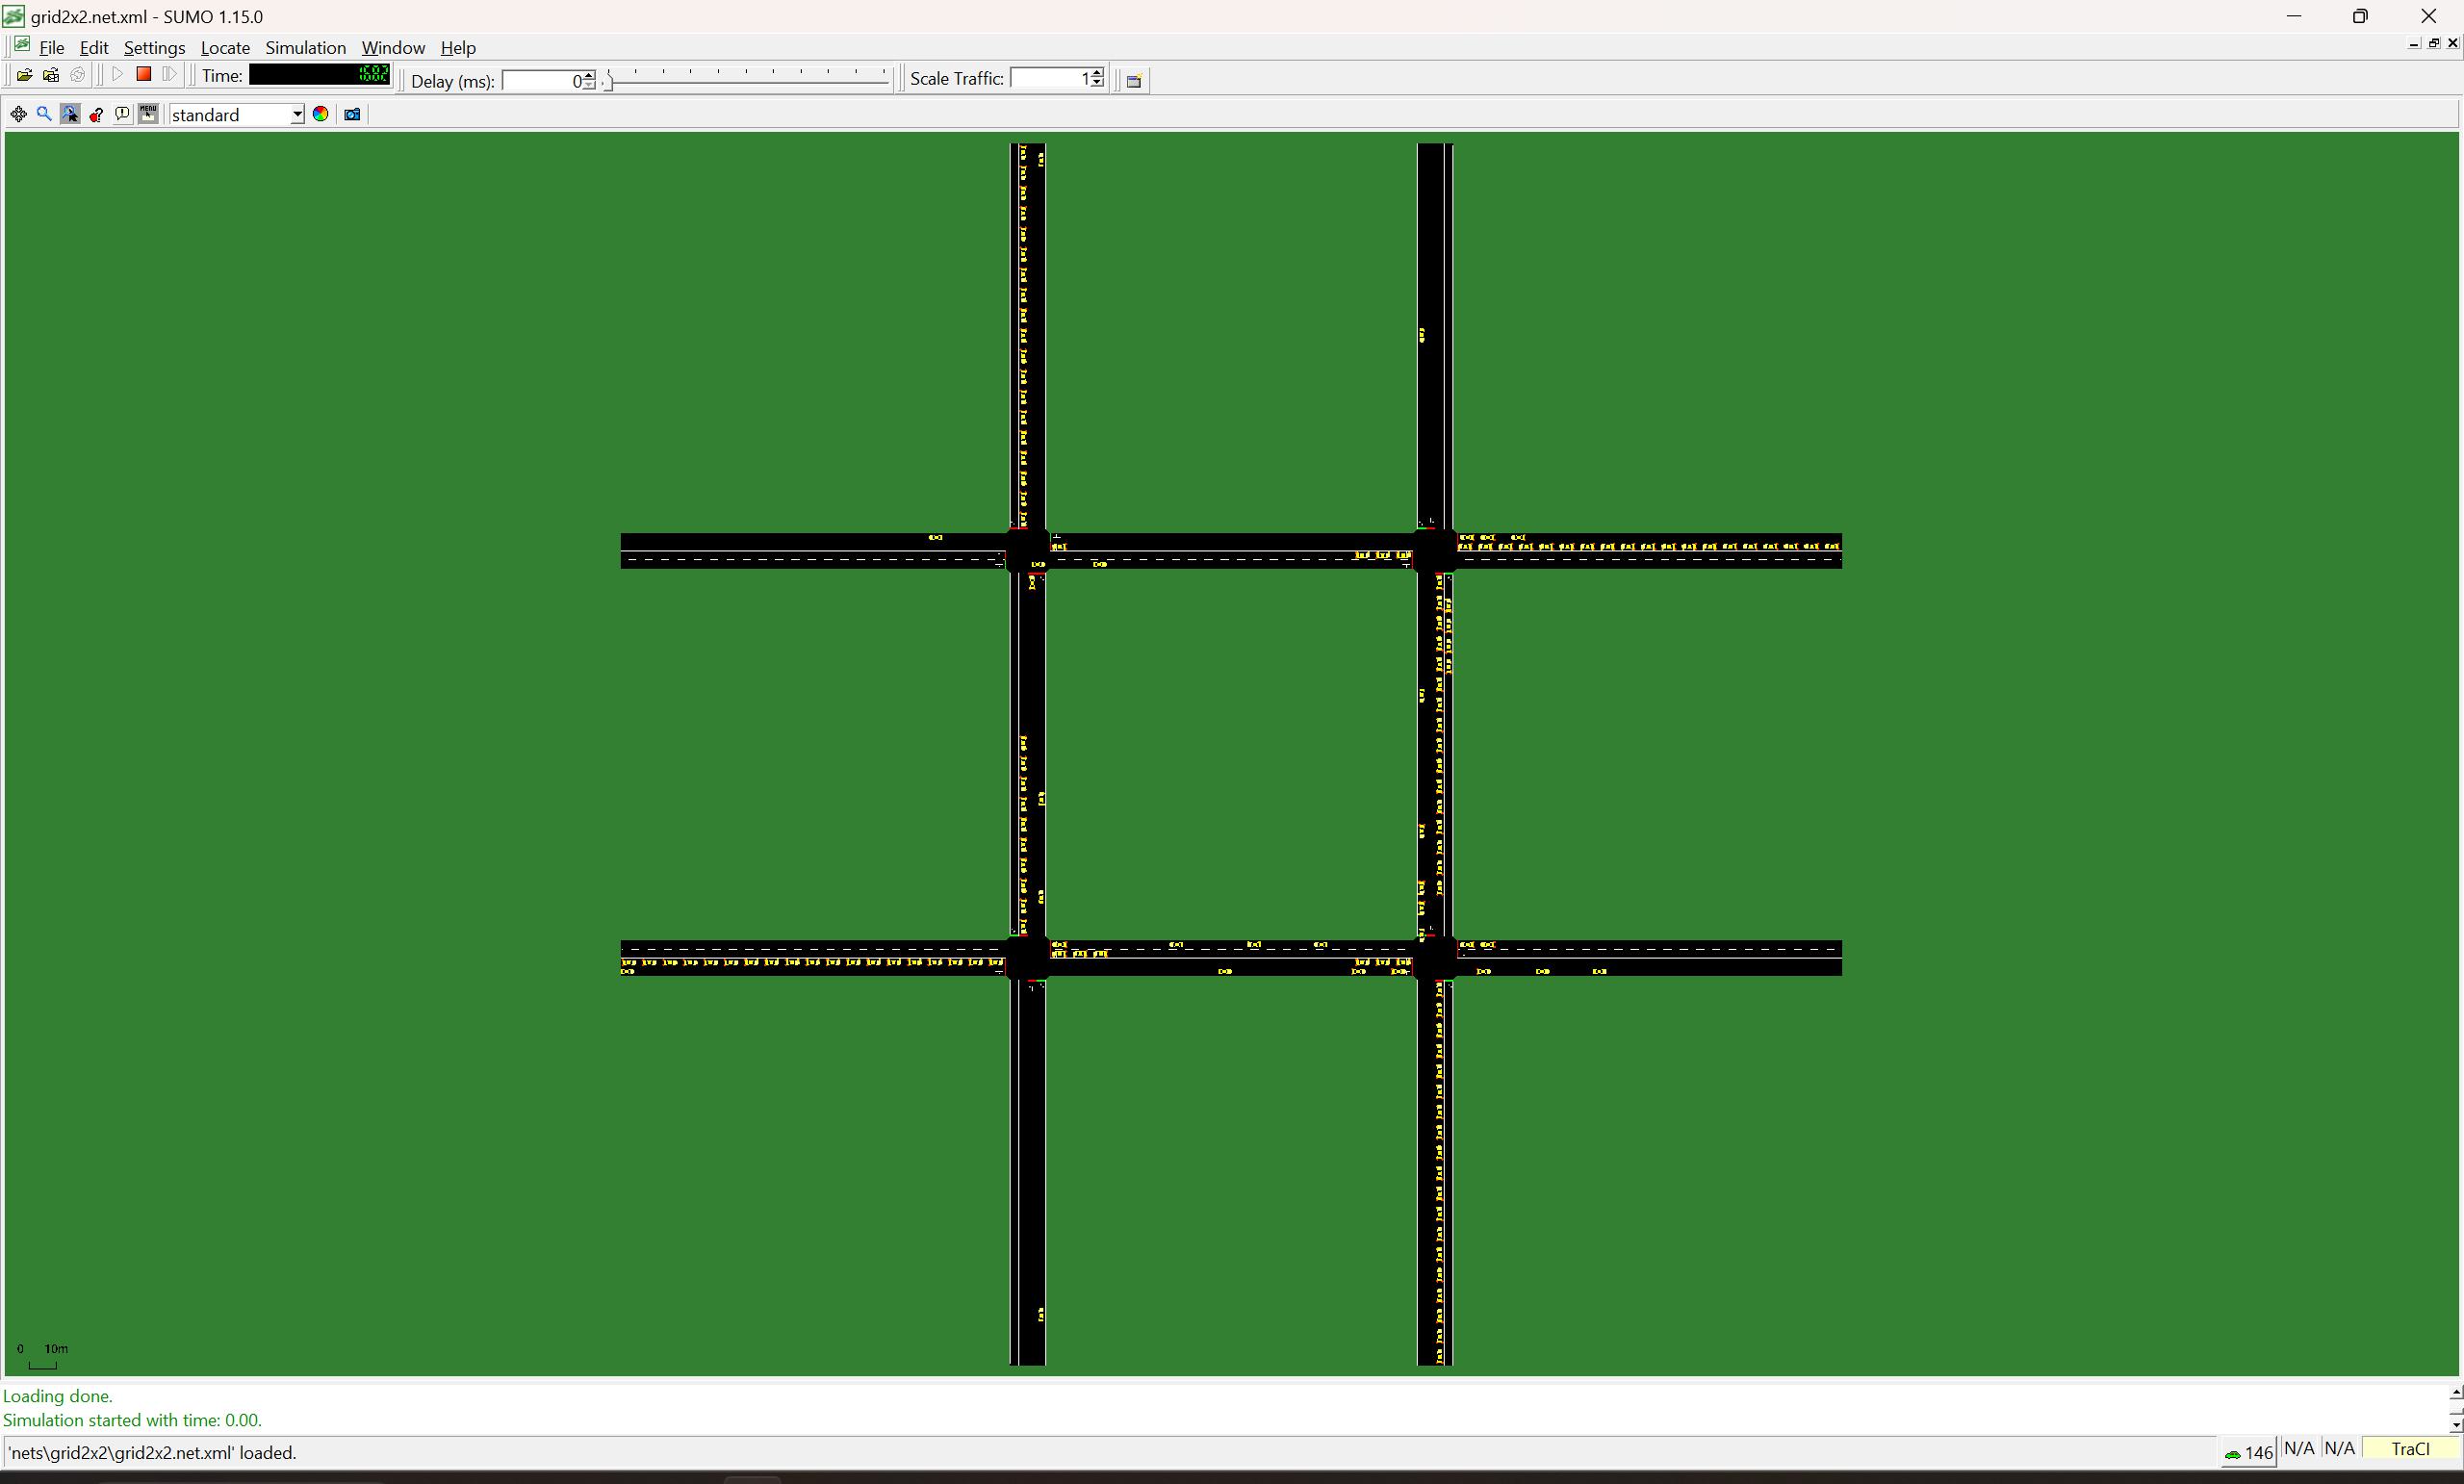 grid2x2.net.xml - SUMO 1.15.0
File Edit Settings Locate Simulation Window Help
Time: Delay (ms): 0 Scale Traffic: 1
MENU standard
0 10m
Loading done.
Simulation started with time: 0.00.
'nets\grid2x2\grid2x2.net.xml' loaded. 146 N/A N/A TraCI